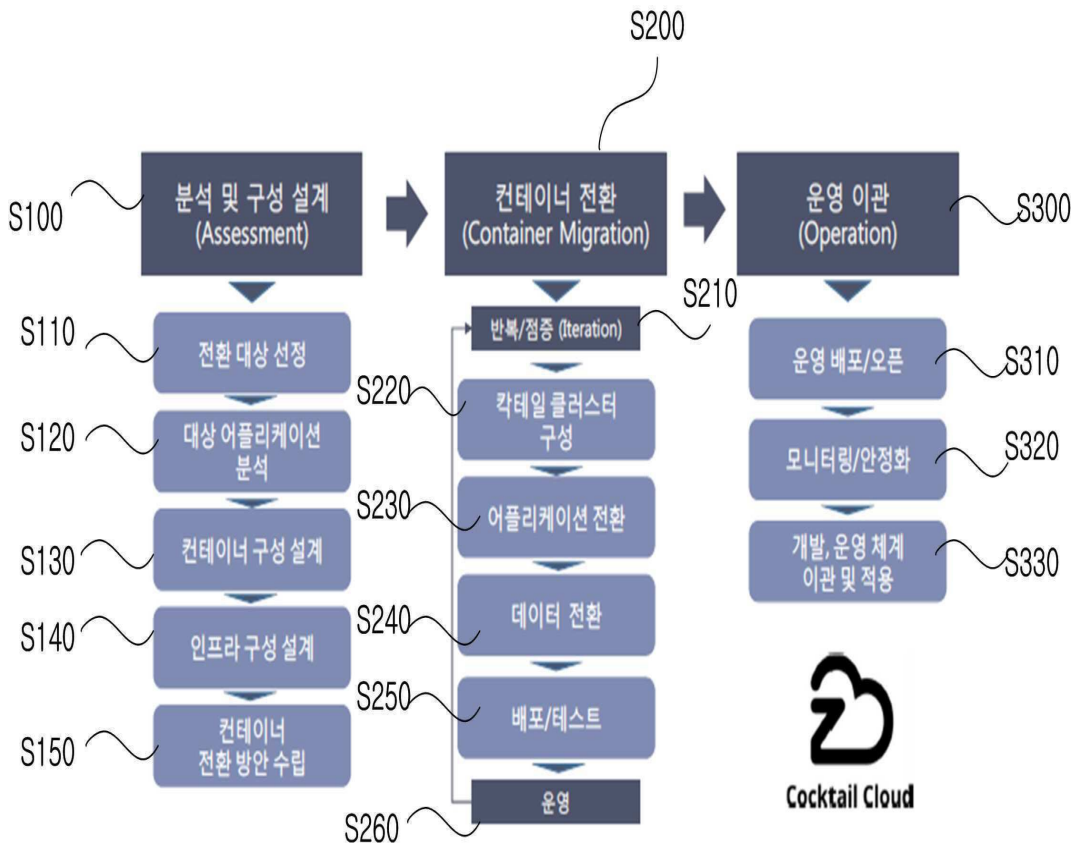 S200
S100
분석 및 구성 설계
(Assessment)
컨테이너 전환
(Container Migration)
운영 이관
(Operation)
S300
S110
전환 대상 선정
S120
대상 어플리케이션
분석
S130
컨테이너 구성 설계
S140
인프라 구성 설계
S150
컨테이너
전환 방안 수립
S210
반복/점증 (Iteration)
S220
칵테일 클러스터
구성
S230
어플리케이션 전환
S240
데이터 전환
S250
배포/테스트
S260
운영
운영 배포/오픈
S310
모니터링/안정화
S320
개발, 운영 체계
이관 및 적용
S330
Cocktail Cloud